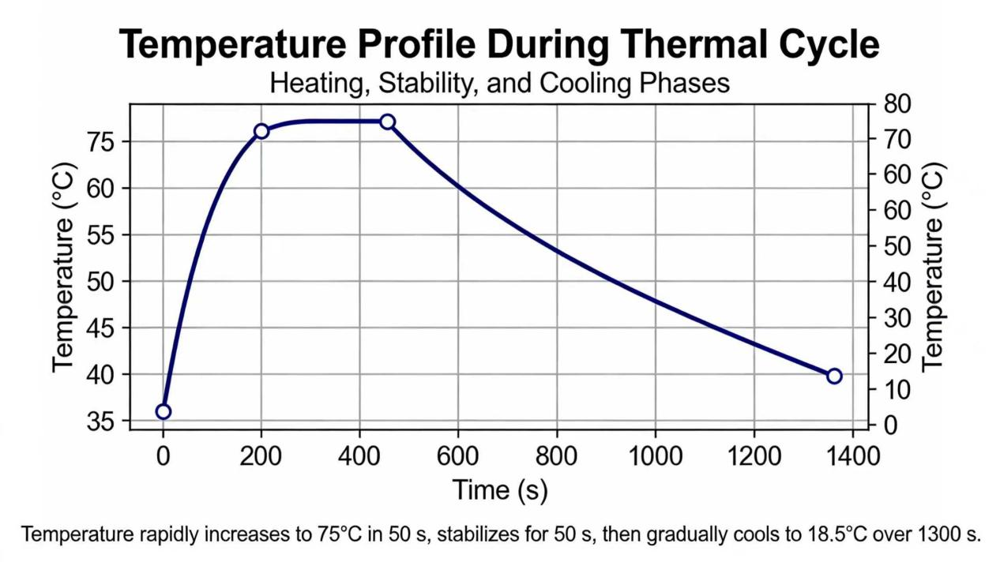 Temperature Profile During Thermal Cycle
Heating, Stability, and Cooling Phases
Temperature (°C)
75
60
55
50
45
40
35
80
70
60
60
50
40
30
20
10
0
Temperature (°C)
0 200 400 600 800 1000 1200 1400
Time (s)
Temperature rapidly increases to 75°C in 50 s, stabilizes for 50 s, then gradually cools to 18.5°C over 1300 s.